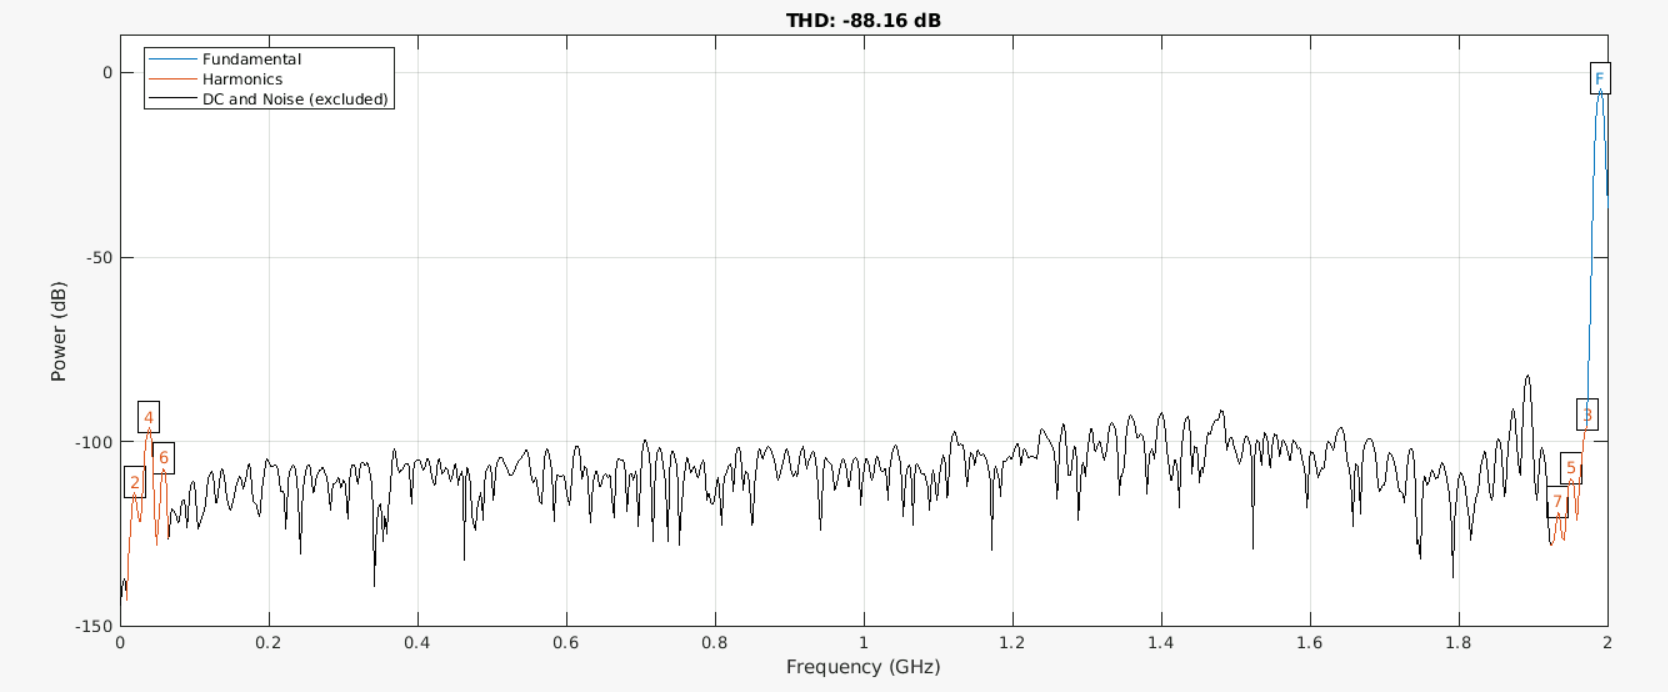 THD: -88.16 dB
Fundamental
Harmonics
DC and Noise (excluded)
Power (dB)
0
-50
-100
-150
F
4
6
2
3
5
7
0 0.2 0.4 0.6 0.8 1 1.2 1.4 1.6 1.8 2
Frequency (GHz)